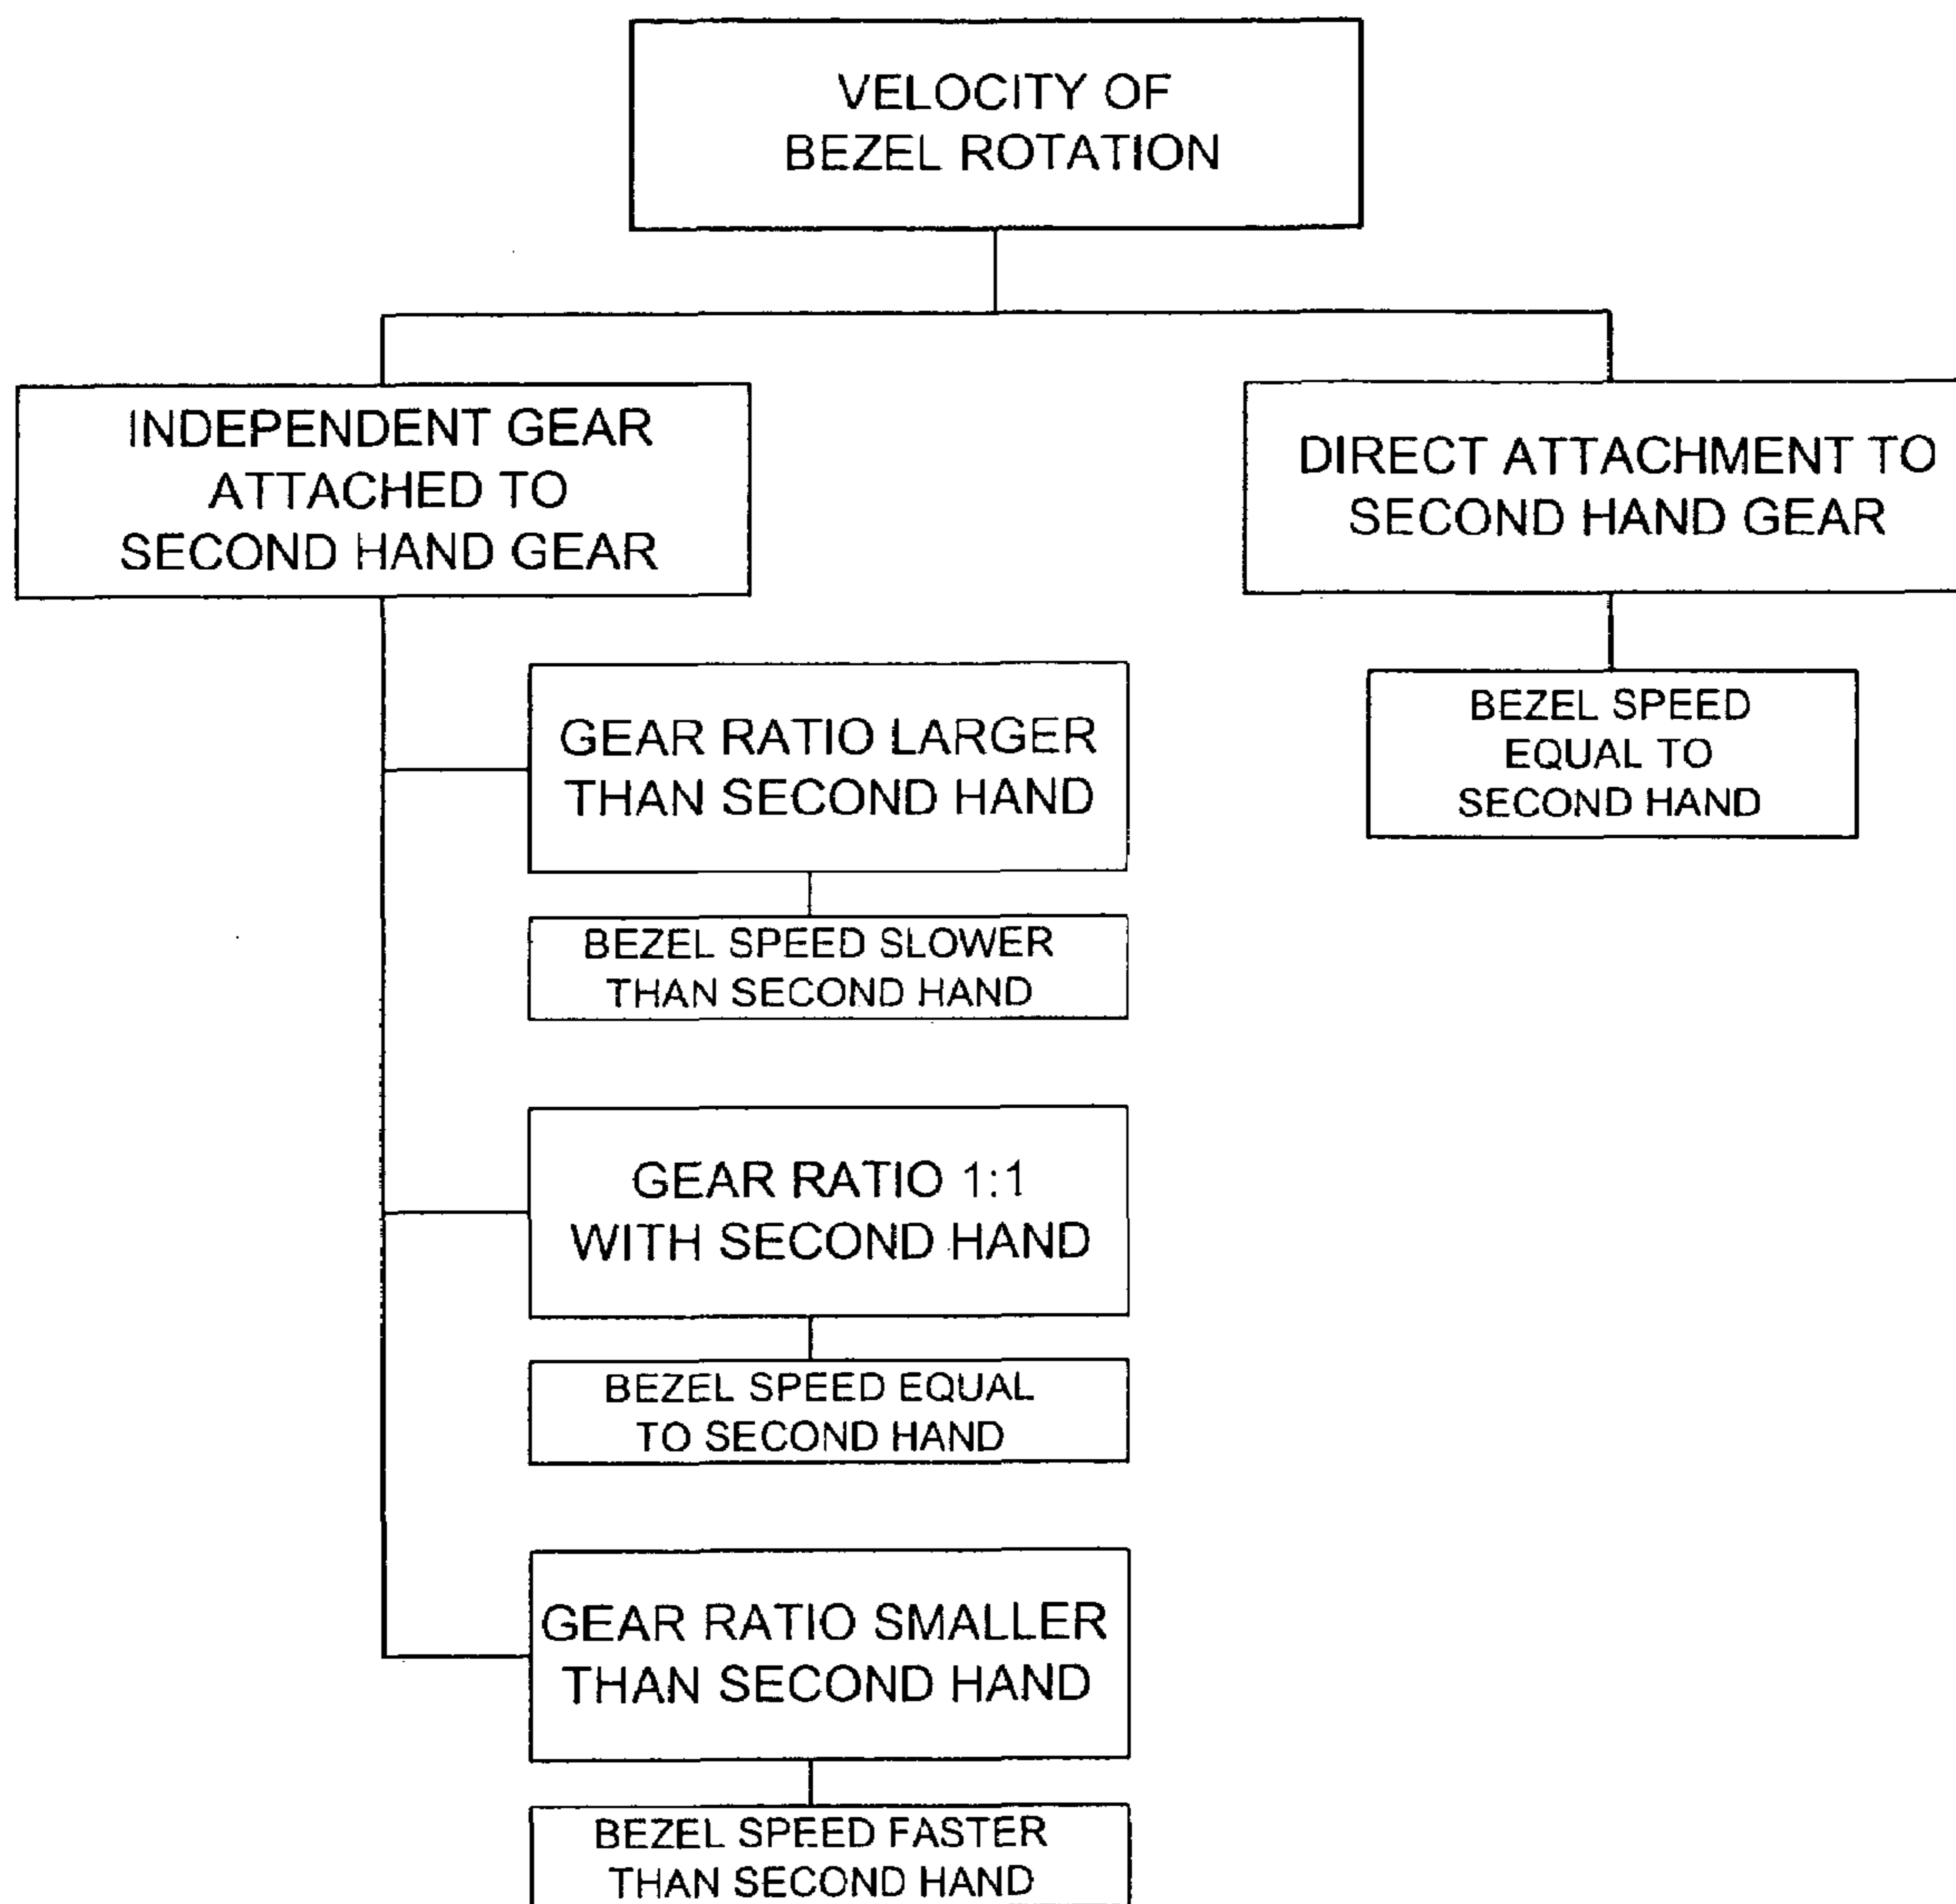 VELOCITY OF
BEZEL ROTATION
INDEPENDENT GEAR
ATTACHED TO
SECOND HAND GEAR
DIRECT ATTACHMENT TO
SECOND HAND GEAR
GEAR RATIO LARGER
THAN SECOND HAND
BEZEL SPEED SLOWER
THAN SECOND HAND
GEAR RATIO 1:1
WITH SECOND HAND
BEZEL SPEED EQUAL
TO SECOND HAND
GEAR RATIO SMALLER
THAN SECOND HAND
BEZEL SPEED FASTER
THAN SECOND HAND
BEZEL SPEED
EQUAL TO
SECOND HAND